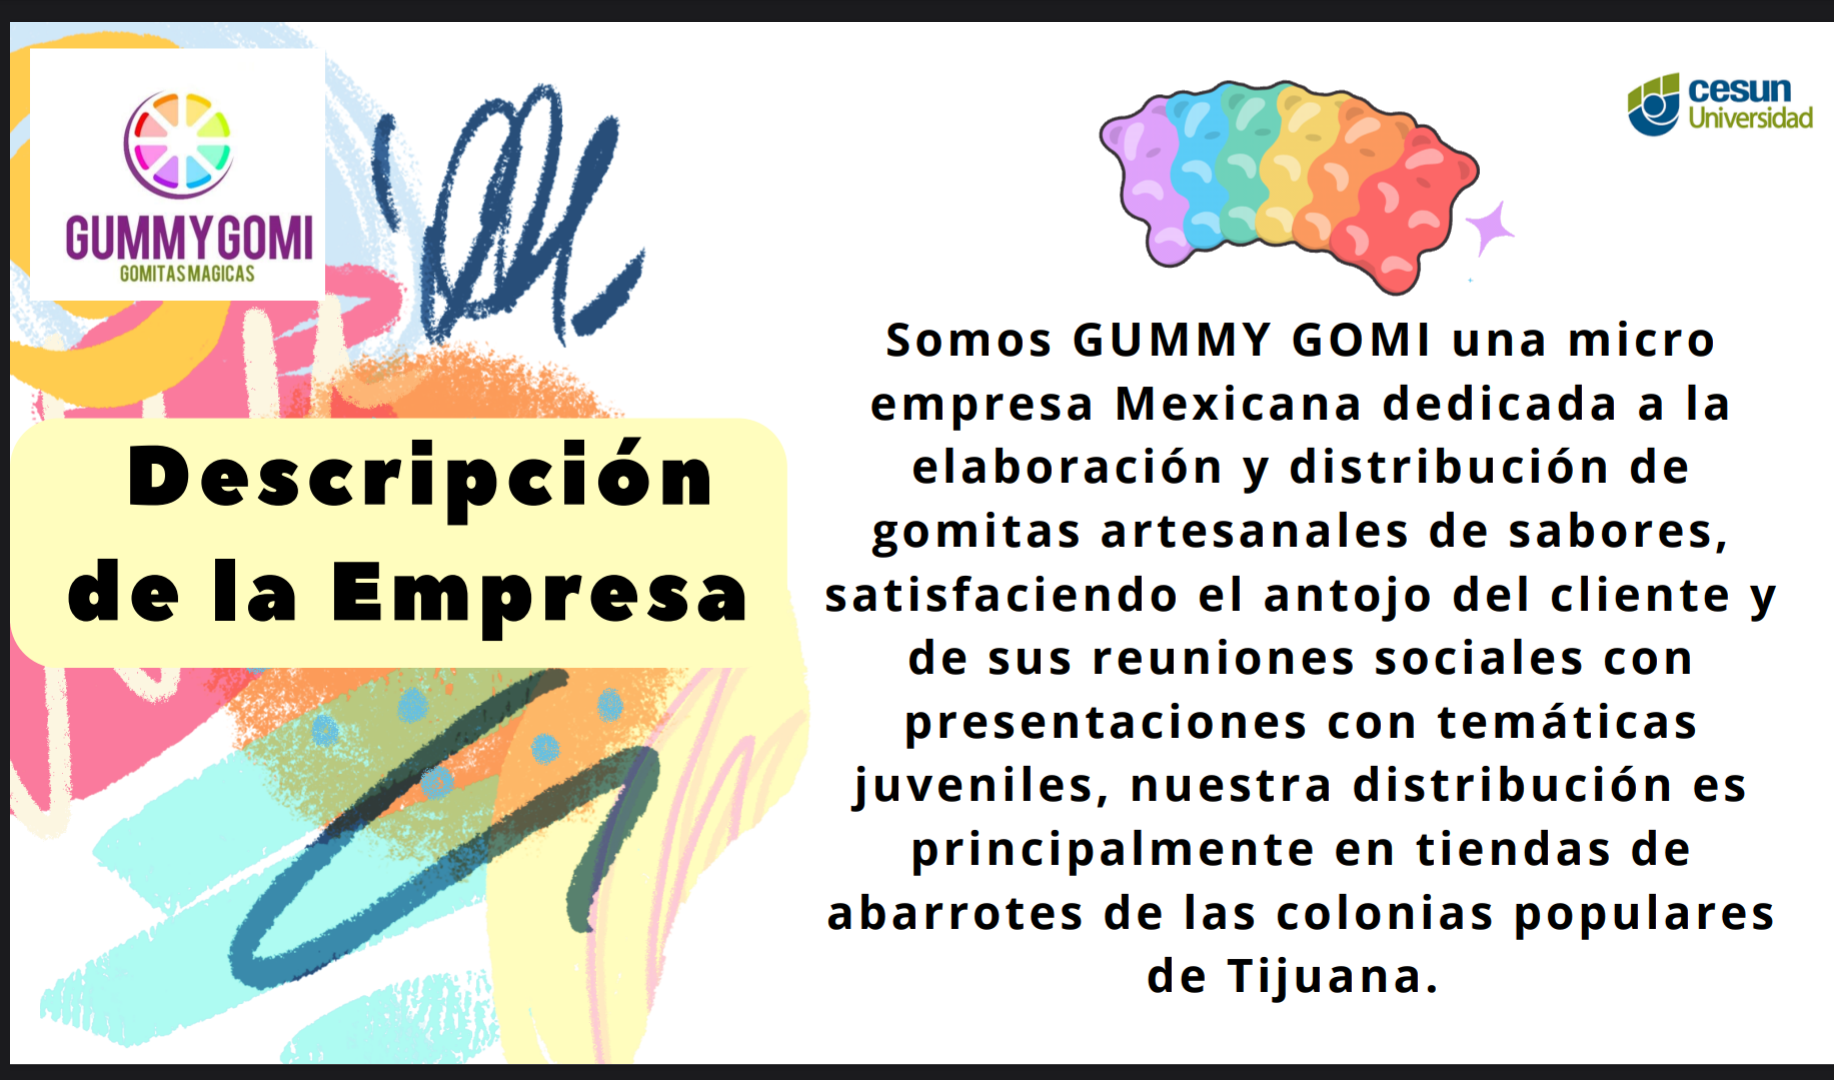 GUMMYGOMI
GOMITAS MAGICAS
cesun
Universidad
Descripción
de la Empresa
Somos GUMMY GOMI una micro
empresa Mexicana dedicada a la
elaboración y distribución de
gomitas artesanales de sabores,
satisfaciendo el antojo del cliente y
de sus reuniones sociales con
presentaciones con temáticas
juveniles, nuestra distribución es
principalmente en tiendas de
abarrotes de las colonias populares
de Tijuana.